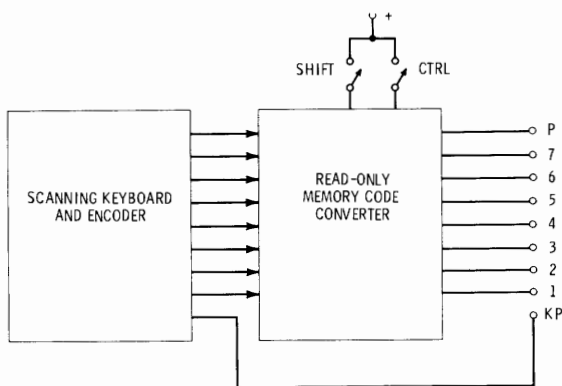 +
SHIFT
CTRL
SCANNING KEYBOARD
AND ENCODER
READ-ONLY
MEMORY CODE
CONVERTER
P
7
6
5
4
3
2
1
KP